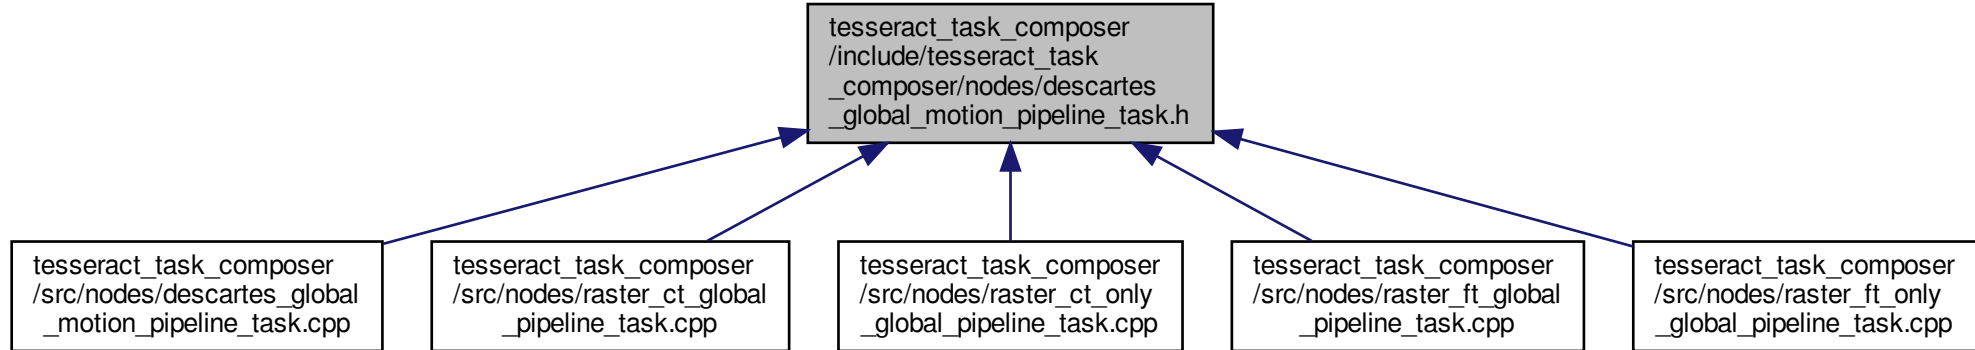 tesseract_task_composer
/include/tesseract_task
_composer/nodes/descartes
_global_motion_pipeline_task.h
tesseract_task_composer
/src/nodes/descartes_global
_motion_pipeline_task.cpp
tesseract_task_composer
/src/nodes/raster_ct_global
_pipeline_task.cpp
tesseract_task_composer
/src/nodes/raster_ct_only
_global_pipeline_task.cpp
tesseract_task_composer
/src/nodes/raster_ft_global
_pipeline_task.cpp
tesseract_task_composer
/src/nodes/raster_ft_only
_global_pipeline_task.cpp